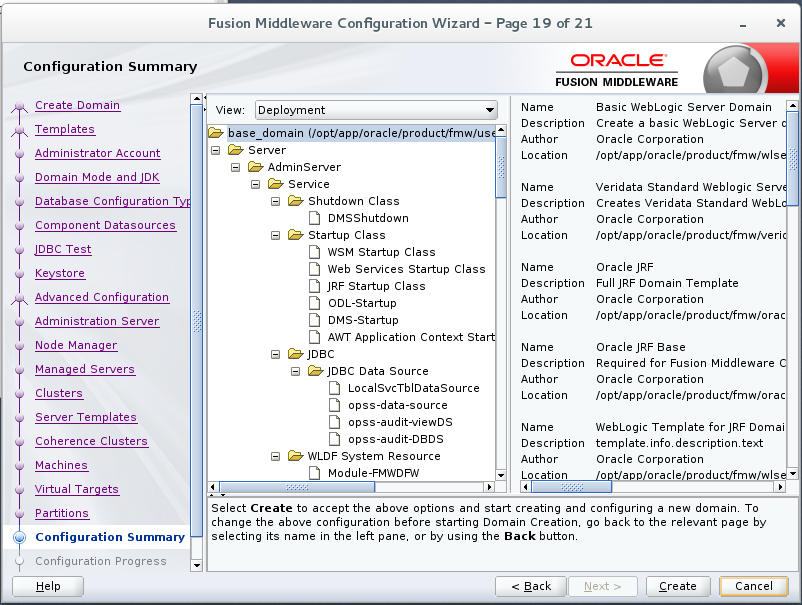 Fusion Middleware Configuration Wizard – Page 19 of 21
Configuration Summary
ORACLE
FUSION MIDDLEWARE
Create Domain
Templates
Administrator Account
Domain Mode and JDK
Database Configuration Typ
Component Datasources
JDBC Test
Keystore
Advanced Configuration
Administration Server
Node Manager
Managed Servers
Clusters
Server Templates
Coherence Clusters
Machines
Virtual Targets
Partitions
Configuration Summary
Configuration Progress
View: Deployment
base_domain (/opt/app/oracle/product/fmw/use
Server
AdminServer
Service
Shutdown Class
DMSShutdown
Startup Class
WSM Startup Class
Web Services Startup Class
JRF Startup Class
ODL-Startup
DMS-Startup
AWT Application Context Start
JDBC
JDBC Data Source
LocalSvcTblDataSource
opss-data-source
opss-audit-viewDS
opss-audit-DBDS
WLDF System Resource
Module-FMWDFW
Name Basic WebLogic Server Domain
Description Create a basic WebLogic Server
Author Oracle Corporation
Location /opt/app/oracle/product/fmw/wlse
Name Veridata Standard Weblogic Serve
Description Creates Veridata Standard WebLo
Author Oracle Corporation
Location /opt/app/oracle/product/fmw/veric
Name Oracle JRF
Description Full JRF Domain Template
Author Oracle Corporation
Location /opt/app/oracle/product/fmw/orac
Name Oracle JRF Base
Description Required for Fusion Middleware C
Author Oracle Corporation
Location /opt/app/oracle/product/fmw/orac
Name WebLogic Template for JRF Domai
Description template.info.description.text
Author Oracle Corporation
Location /opt/app/oracle/product/fmw/wlse
Select Create to accept the above options and start creating and configuring a new domain. To
change the above configuration before starting Domain Creation, go back to the relevant page by
selecting its name in the left pane, or by using the Back button.
Help
< Back
Next >
Create
Cancel